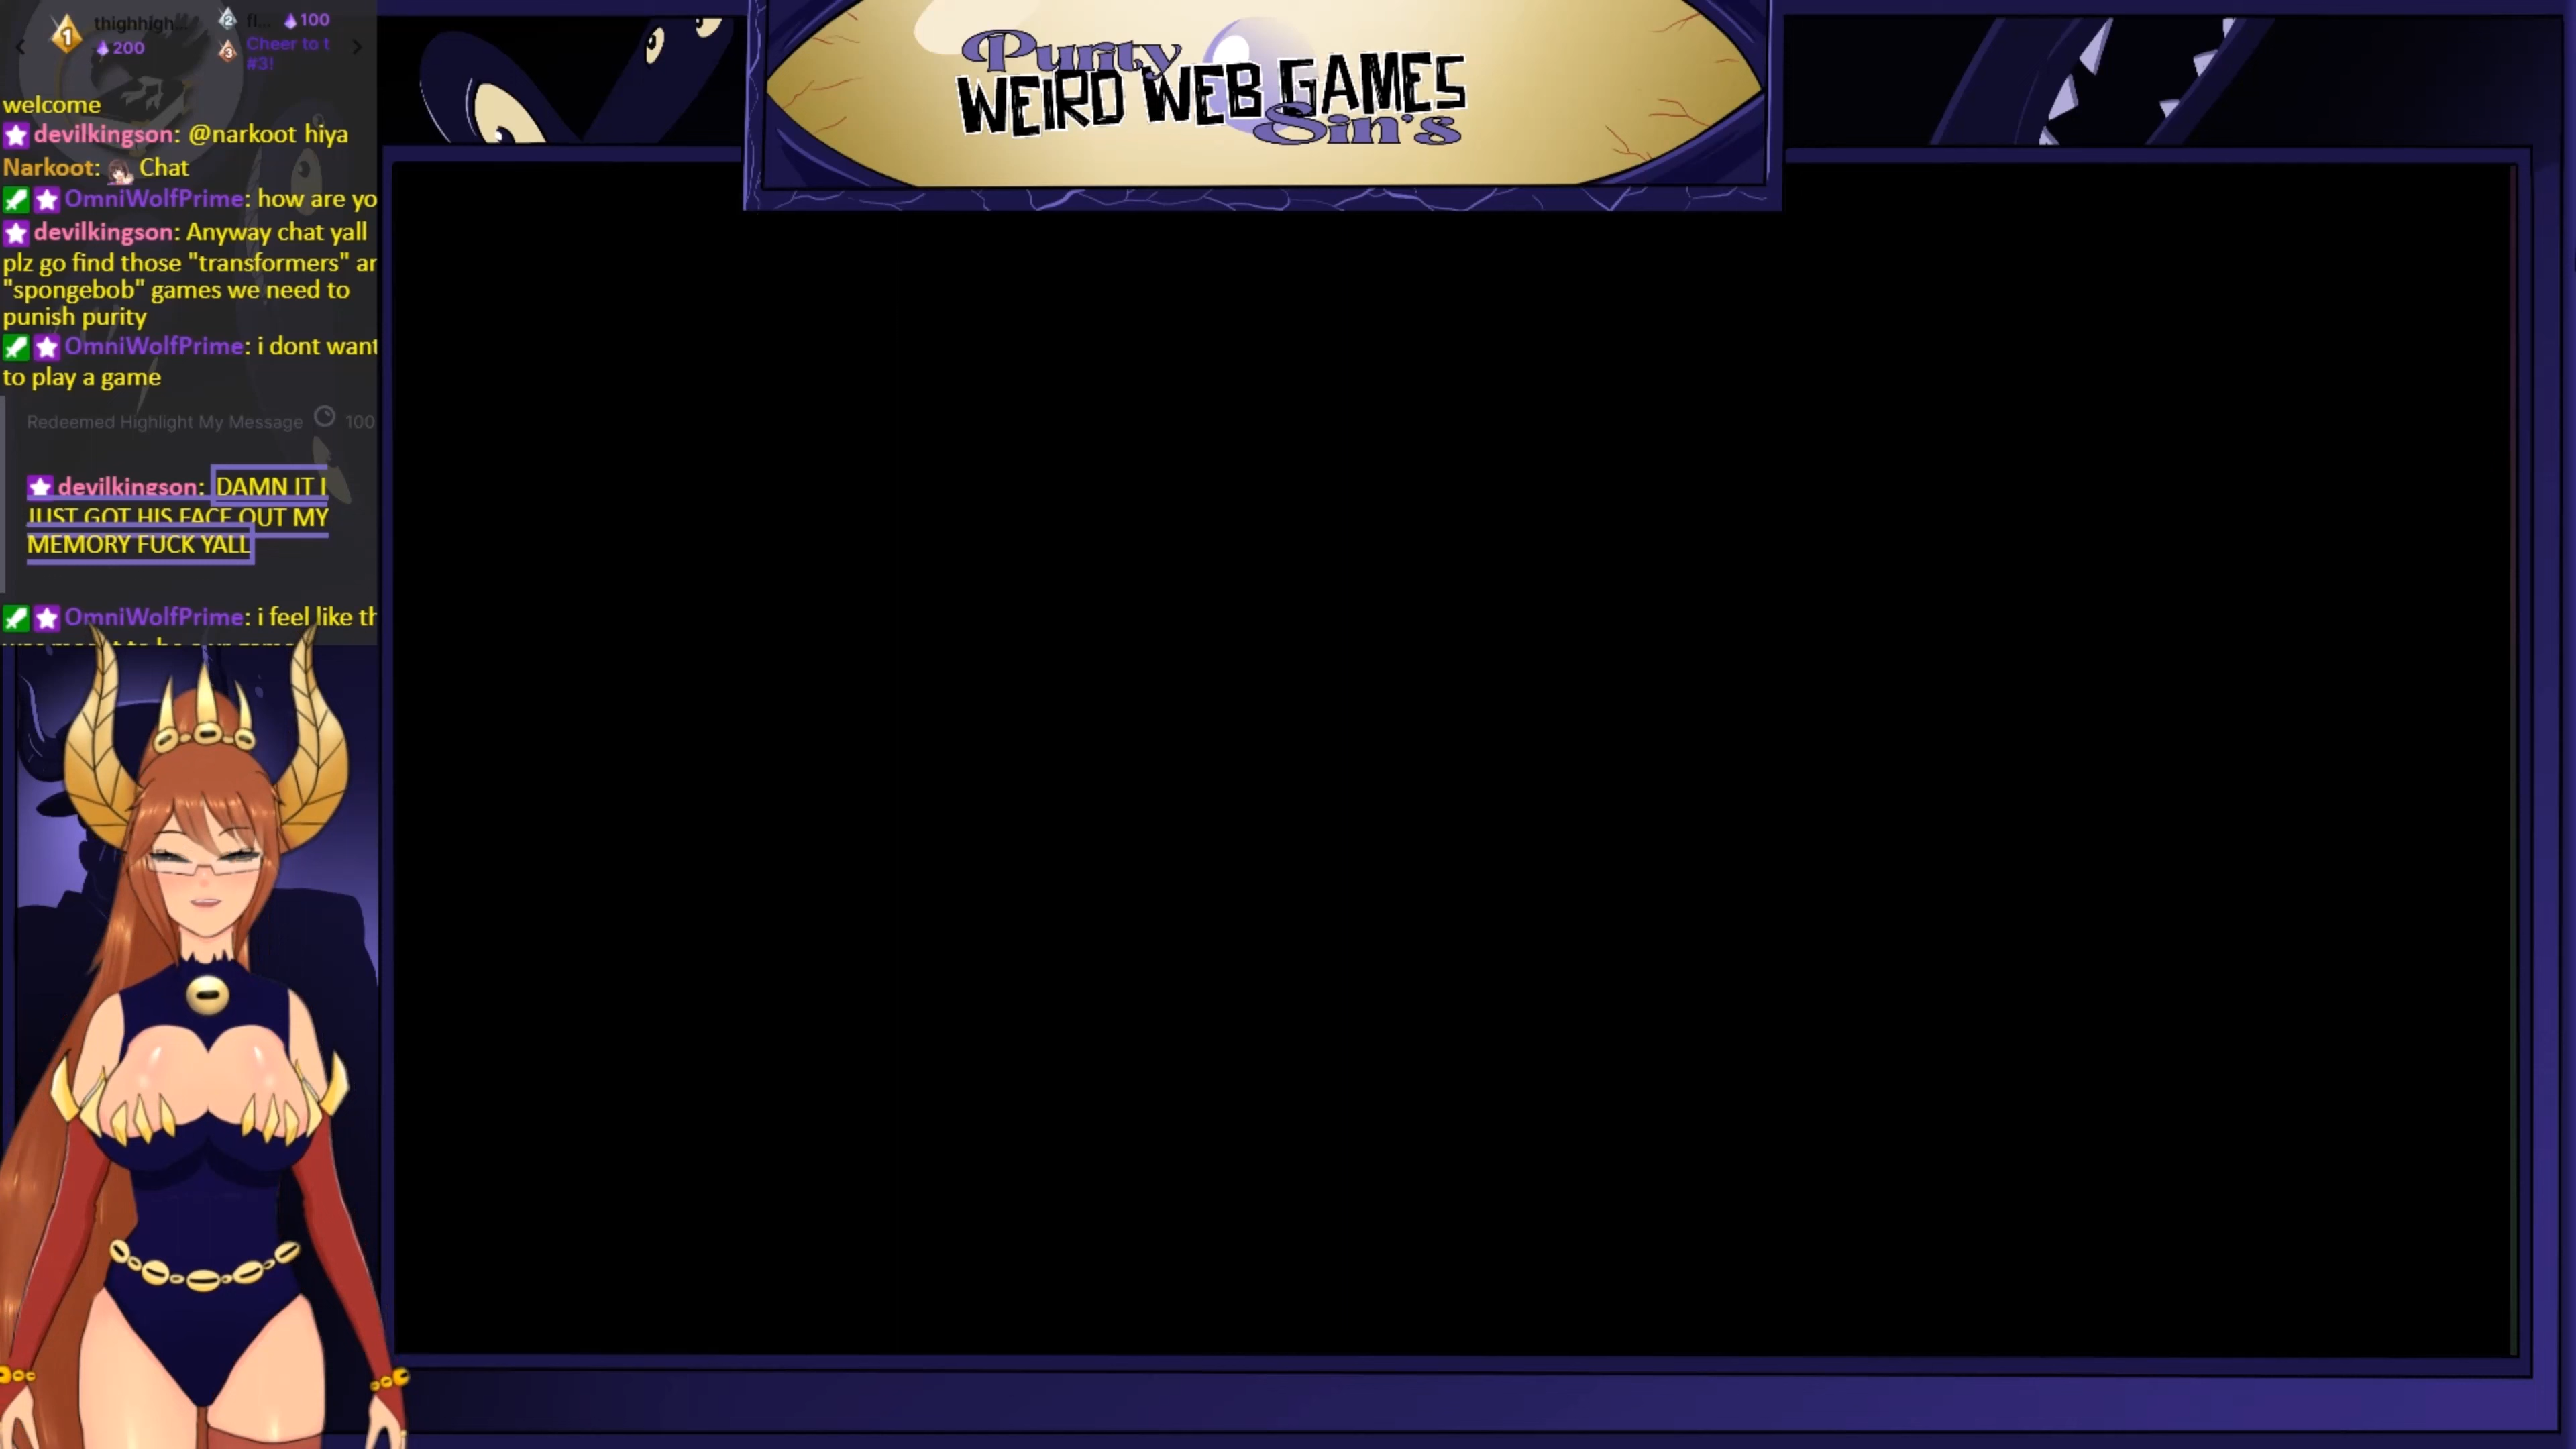 thighhigh...
200
fl... 100
Cheer to t
#3!
welcome
devilkingson: @narkoot hiya
Narkoot: Chat
OmniWolfPrime: how are yo
devilkingson: Anyway chat yall
plz go find those "transformers" ar
"spongebob" games we need to
punish purity
OmniWolfPrime: i dont want
to play a game
Redeemed Highlight My Message 100
devilkingson: DAMN IT I
JUST GOT HIS FACE OUT MY
MEMORY FUCK YALL
OmniWolfPrime: i feel like th
Purity
WEIRD WEB GAMES
Sin's